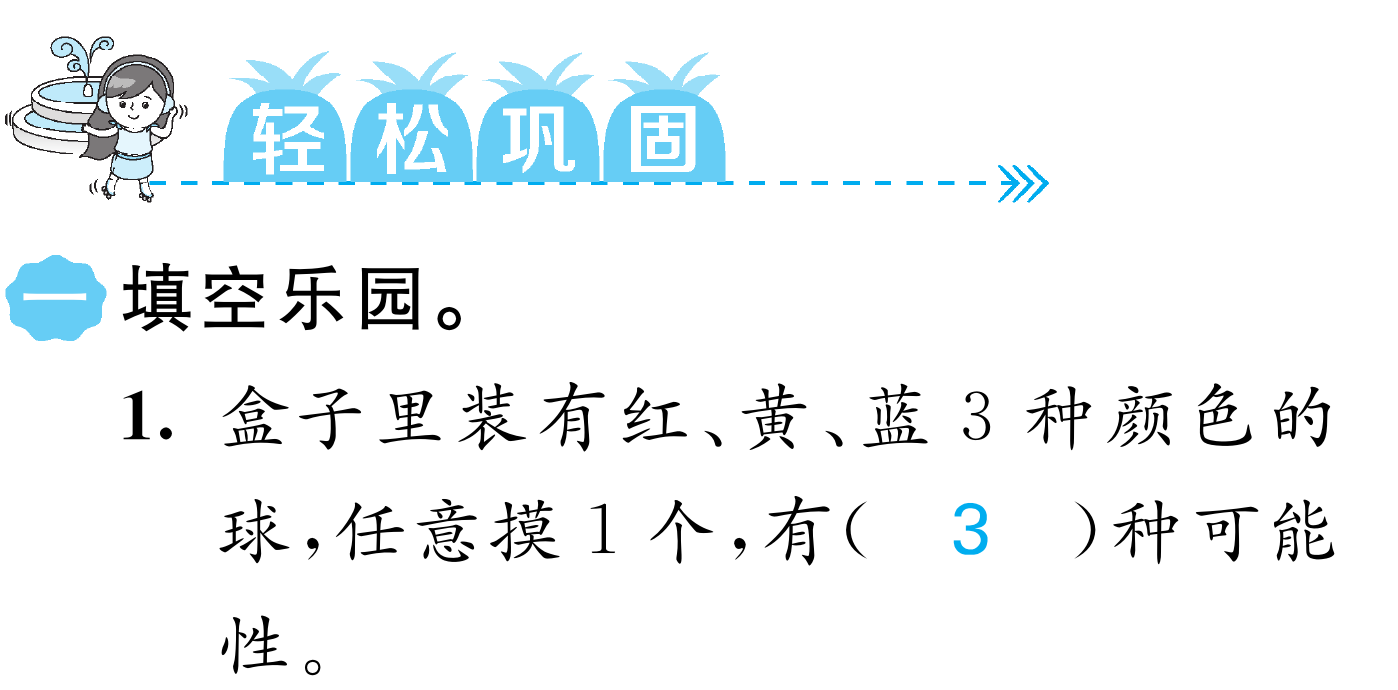 轻松巩固
一 填空乐园。
1. 盒子里装有红、黄、蓝 3 种颜色的
球,任意摸 1 个,有( 3 )种可能
性。